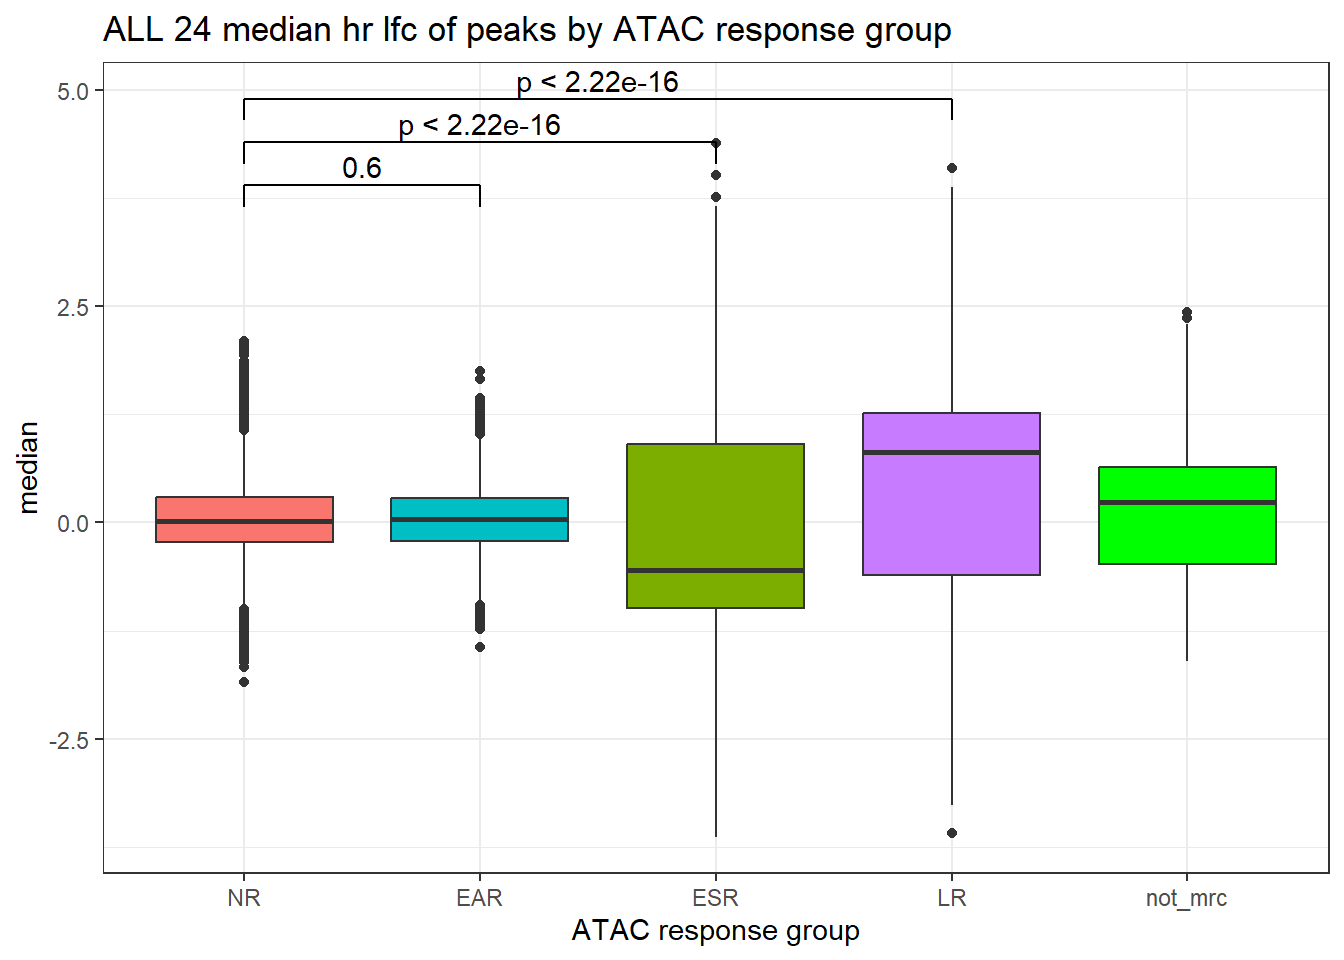 ALL 24 median hr lfc of peaks by ATAC response group
5.0
2.5
0.0
-2.5
median
p < 2.22e-16
p < 2.22e-16
0.6
NR
EAR
ESR
LR
not_mrc
ATAC response group